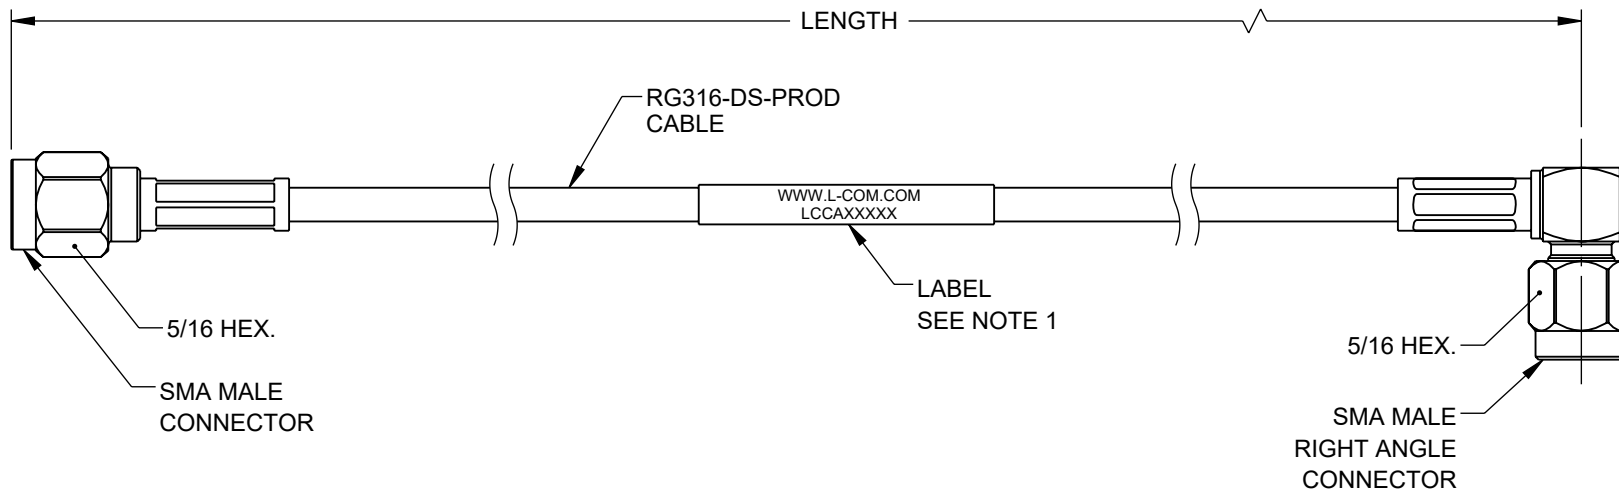 LENGTH
RG316-DS-PROD
CABLE
WWW.L-COM.COM
LCCAXXXXX
LABEL
SEE NOTE 1
5/16 HEX.
SMA MALE
CONNECTOR
5/16 HEX.
SMA MALE
RIGHT ANGLE
CONNECTOR